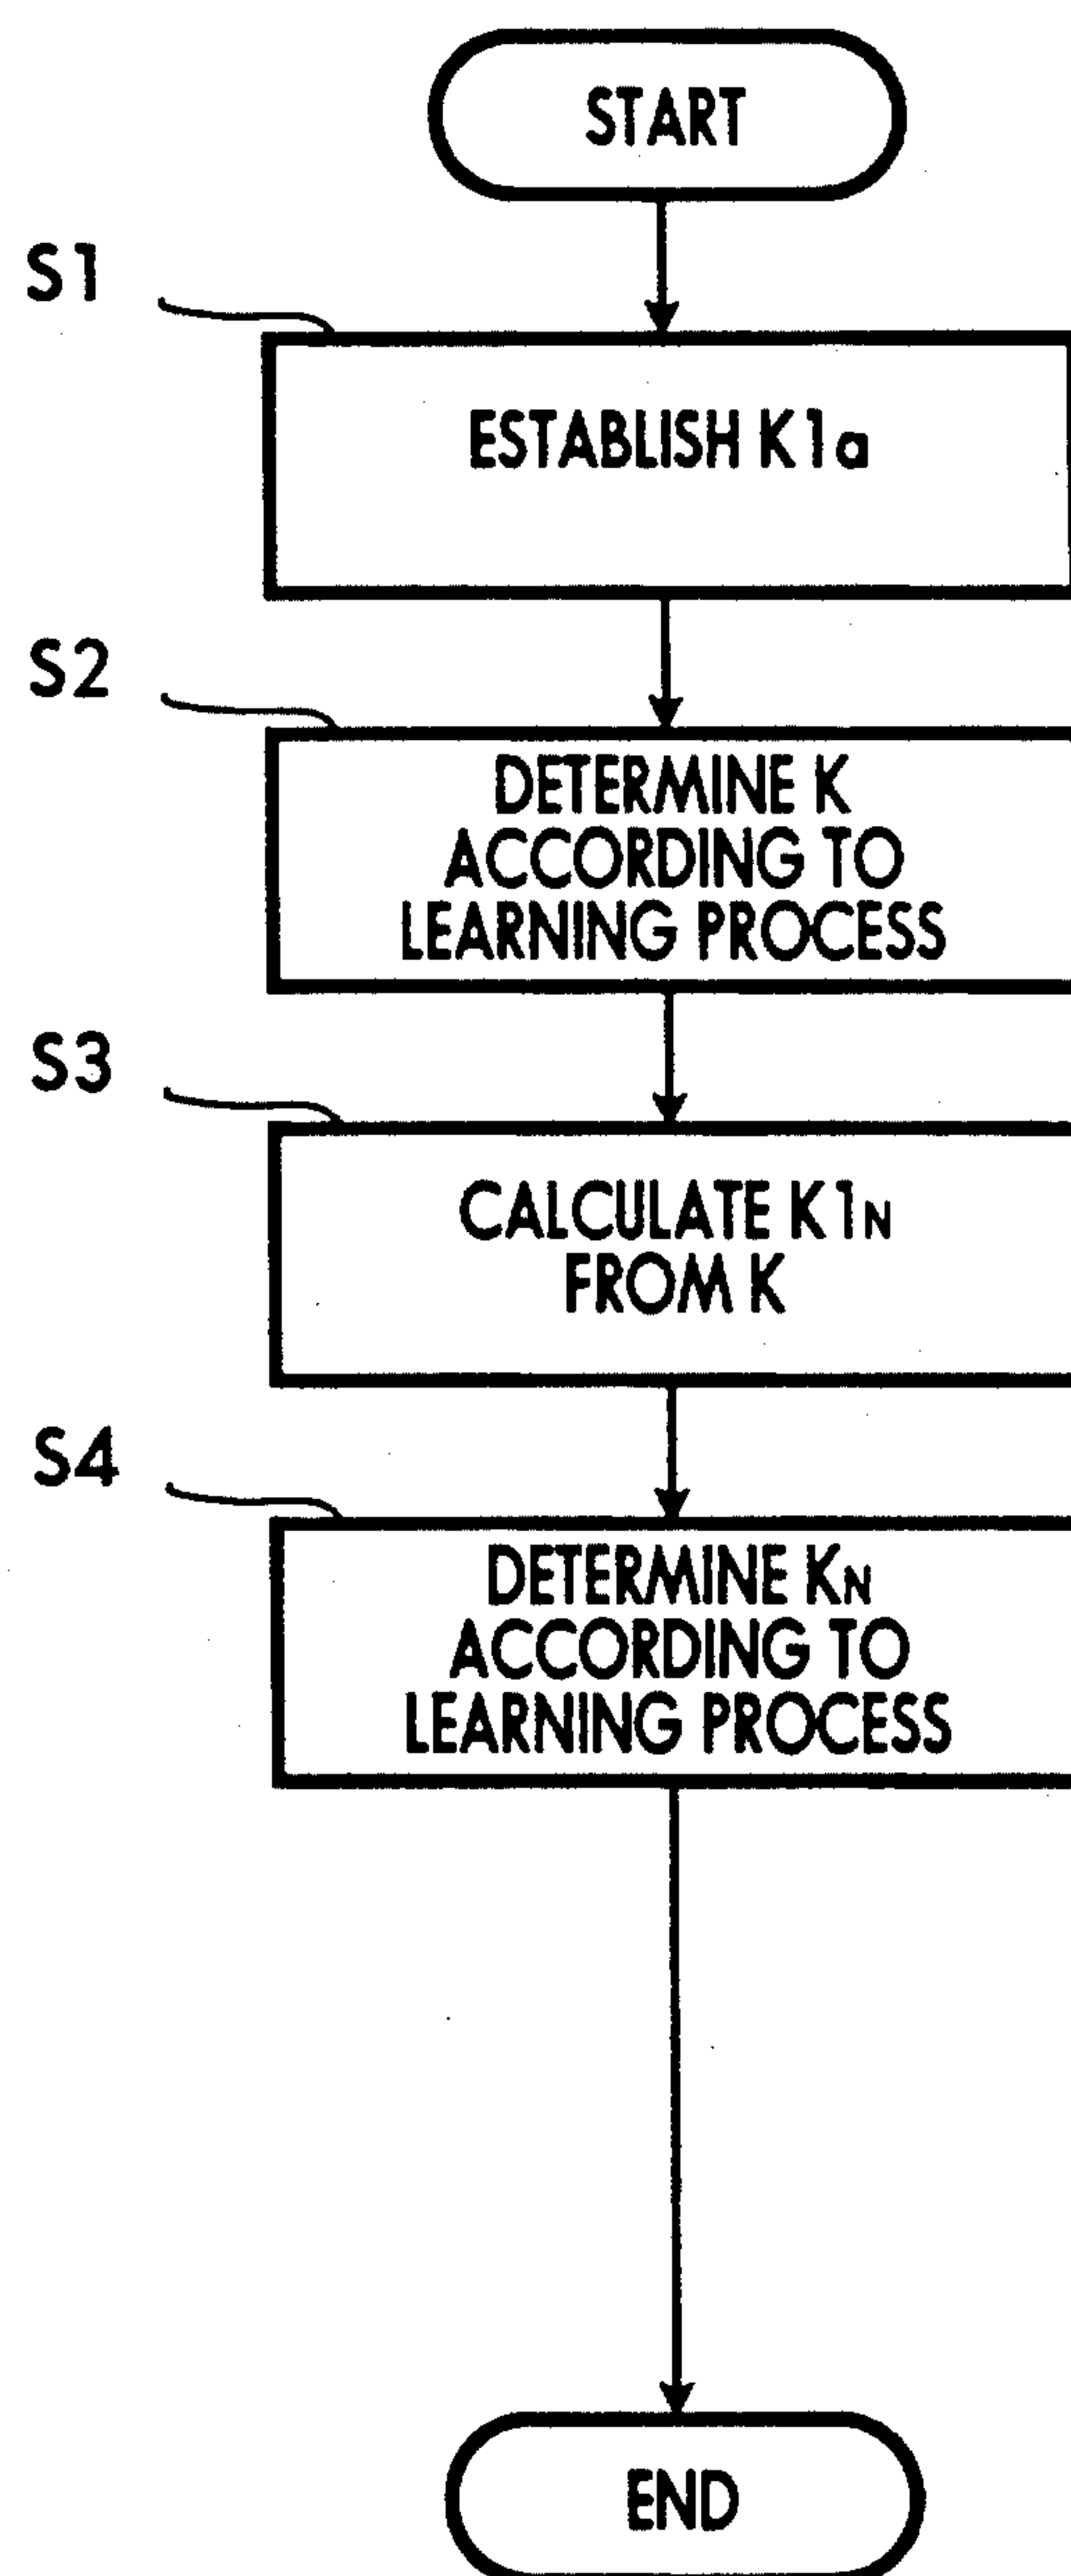 START
S1
ESTABLISH K1a
S2
DETERMINE K
ACCORDING TO
LEARNING PROCESS
S3
CALCULATE K1N
FROM K
S4
DETERMINE KN
ACCORDING TO
LEARNING PROCESS
END